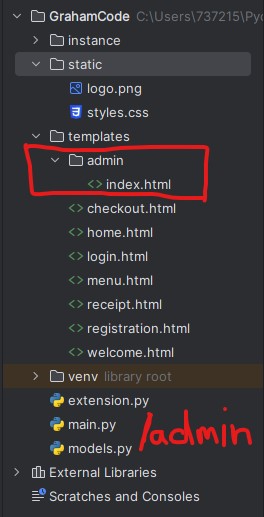 GrahamCode C:\Users\737215\Pyc
instance
static
logo.png
styles.css
templates
admin
index.html
checkout.html
home.html
login.html
menu.html
receipt.html
registration.html
welcome.html
venv library root
extension.py
main.py
models.py
/admin
External Libraries
Scratches and Consoles